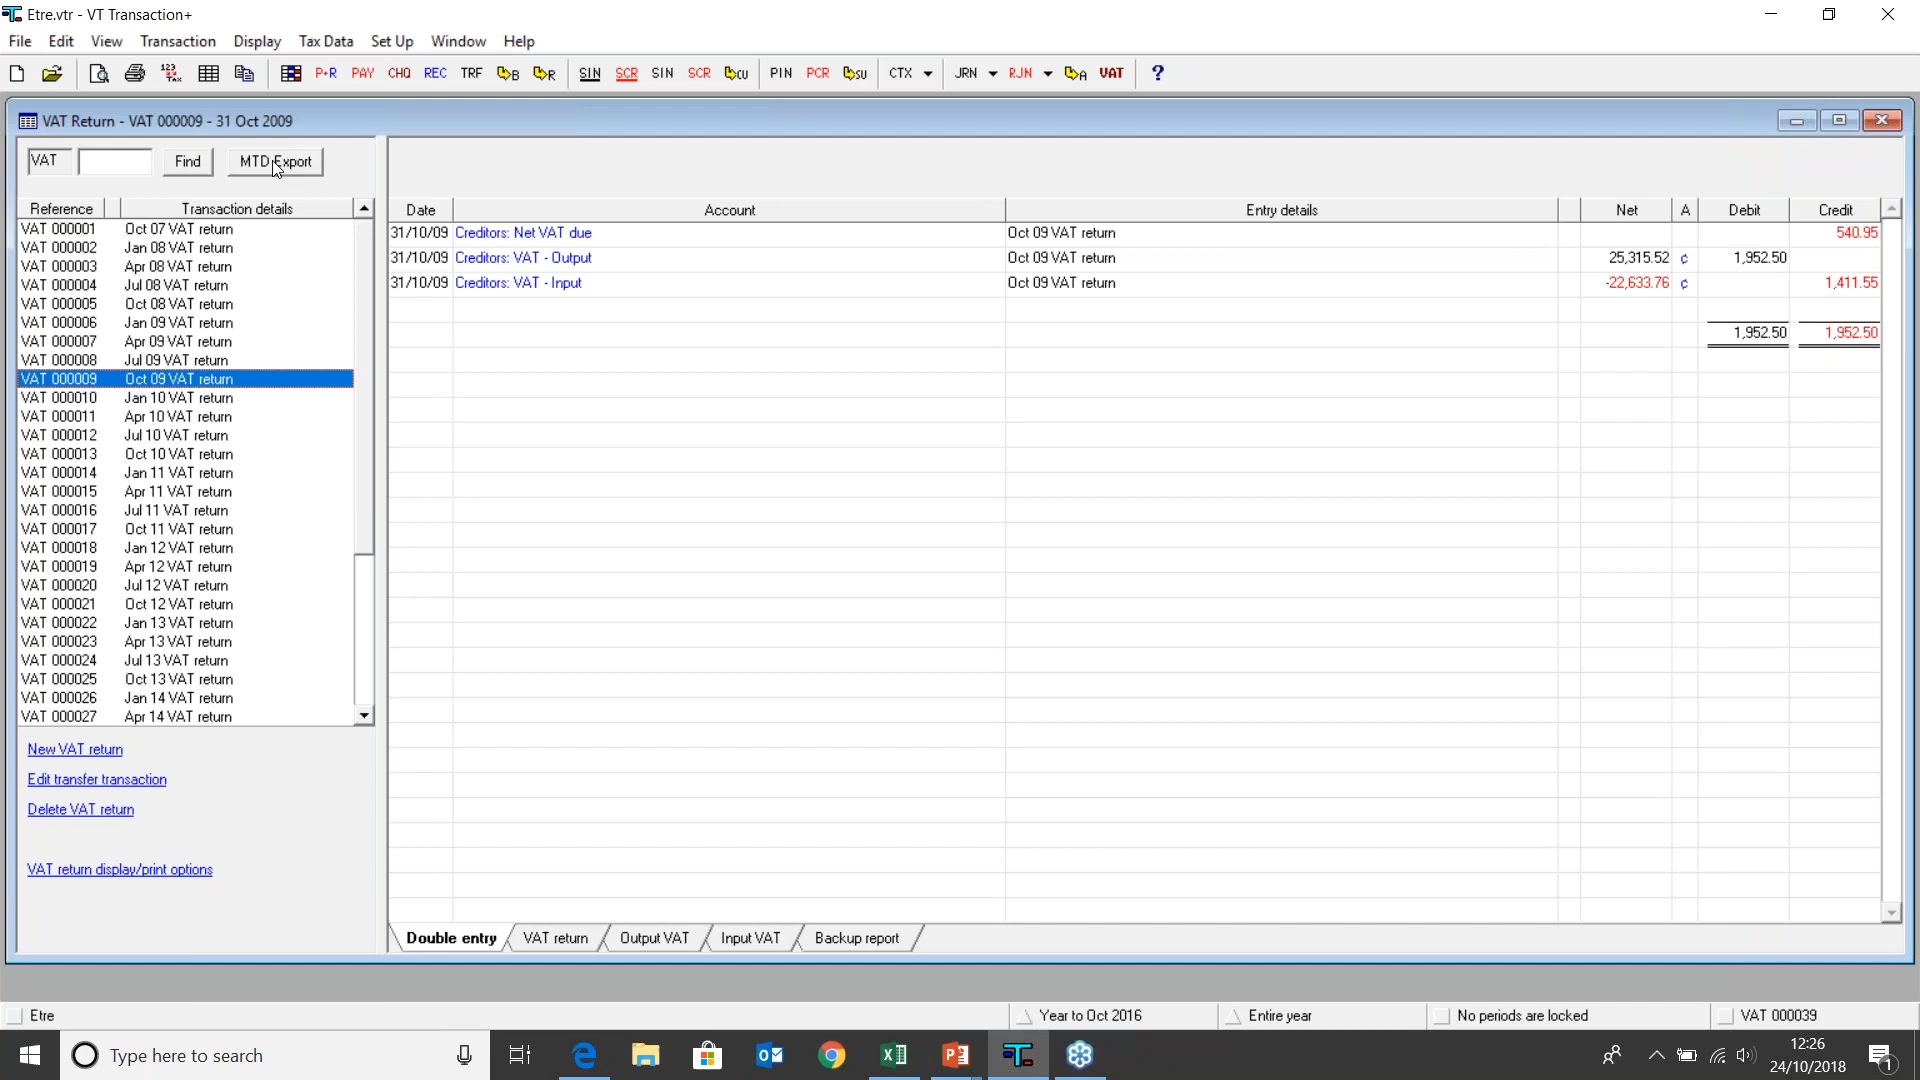 Etre.vtr - VT Transaction+
File Edit View Transaction Display Tax Data Set Up Window Help
123 TAX P+R PAY CHQ REC TRF B R SIN SCR SIN SCR CU PIN PCR SU CTX JRN RJN A VAT ?
VAT Return - VAT 000009 - 31 Oct 2009
VAT Find MTD Export
Reference Transaction details
VAT 000001 Oct 07 VAT return
VAT 000002 Jan 08 VAT return
VAT 000003 Apr 08 VAT return
VAT 000004 Jul 08 VAT return
VAT 000005 Oct 08 VAT return
VAT 000006 Jan 09 VAT return
VAT 000007 Apr 09 VAT return
VAT 000008 Jul 09 VAT return
VAT 000009 Oct 09 VAT return
VAT 000010 Jan 10 VAT return
VAT 000011 Apr 10 VAT return
VAT 000012 Jul 10 VAT return
VAT 000013 Oct 10 VAT return
VAT 000014 Jan 11 VAT return
VAT 000015 Apr 11 VAT return
VAT 000016 Jul 11 VAT return
VAT 000017 Oct 11 VAT return
VAT 000018 Jan 12 VAT return
VAT 000019 Apr 12 VAT return
VAT 000020 Jul 12 VAT return
VAT 000021 Oct 12 VAT return
VAT 000022 Jan 13 VAT return
VAT 000023 Apr 13 VAT return
VAT 000024 Jul 13 VAT return
VAT 000025 Oct 13 VAT return
VAT 000026 Jan 14 VAT return
VAT 000027 Apr 14 VAT return
New VAT return
Edit transfer transaction
Delete VAT return
VAT return display/print options
Date Account Entry details Net A Debit Credit
31/10/09 Creditors: Net VAT due Oct 09 VAT return 540.95
31/10/09 Creditors: VAT - Output Oct 09 VAT return 25,315.52 ¢ 1,952.50
31/10/09 Creditors: VAT - Input Oct 09 VAT return -22,633.76 ¢ 1,411.55
1,952.50 1,952.50
Double entry VAT return Output VAT Input VAT Backup report
Etre Year to Oct 2016 Entire year No periods are locked VAT 000039
Type here to search
12:26
24/10/2018
1